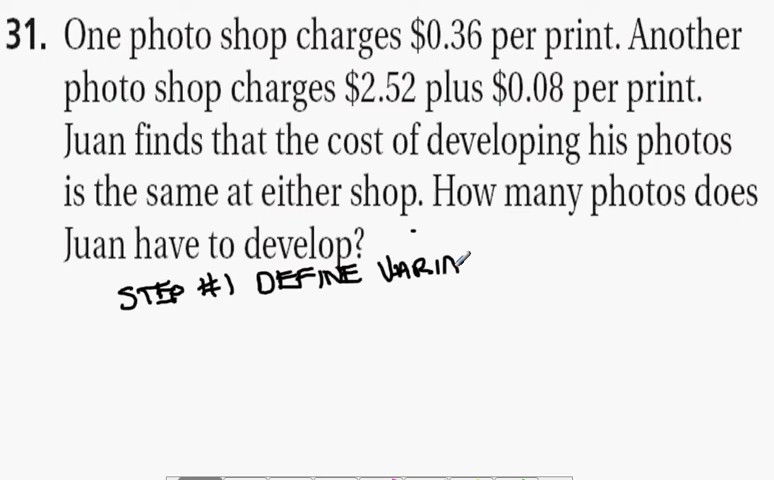 31. One photo shop charges $0.36 per print. Another
photo shop charges $2.52 plus $0.08 per print.
Juan finds that the cost of developing his photos
is the same at either shop. How many photos does
Juan have to develop?
STEP #1 DEFINE VARIA